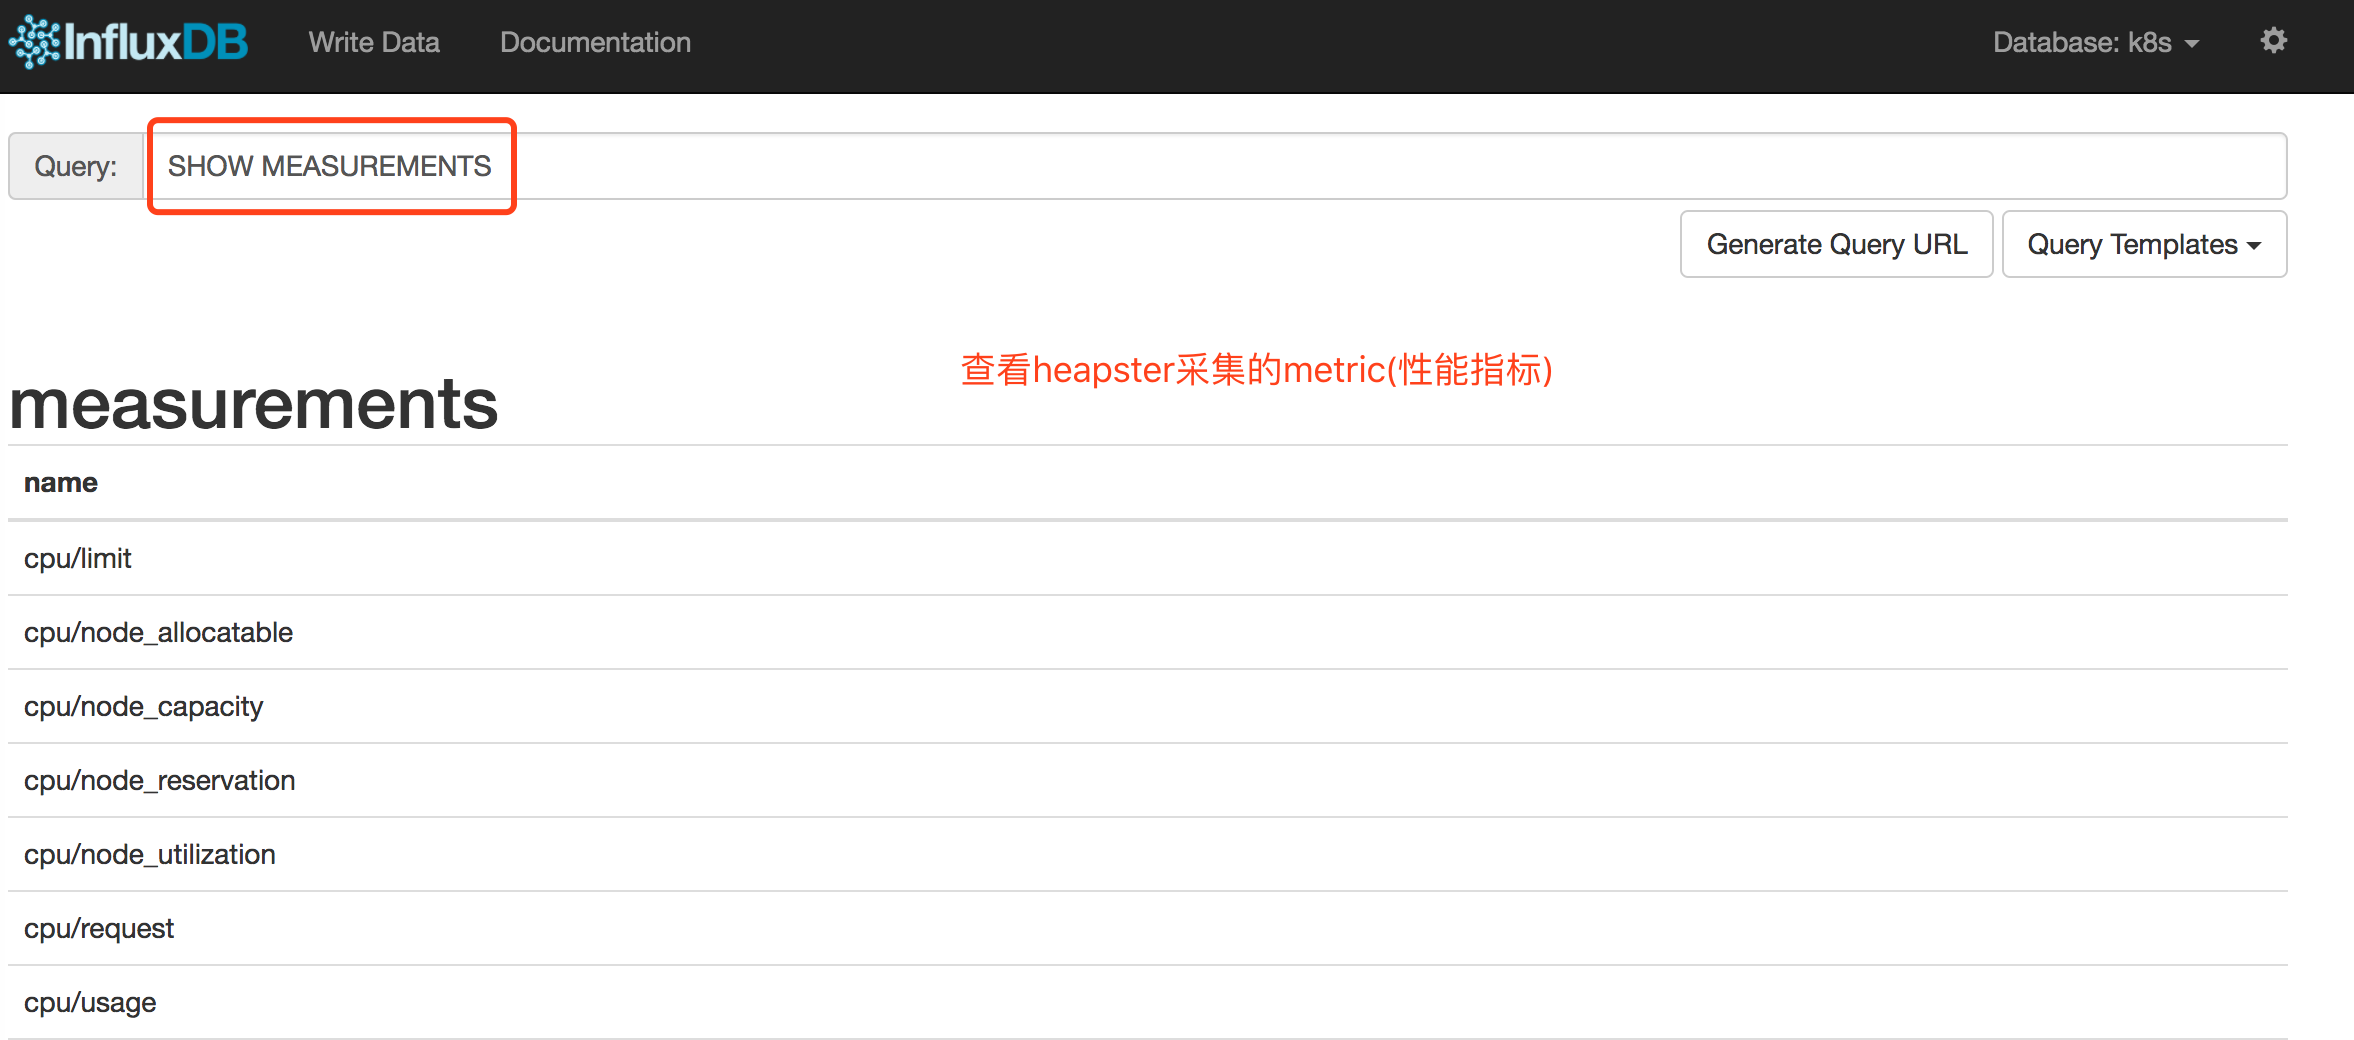 InfluxDB Write Data Documentation Database: k8s
Query: SHOW MEASUREMENTS
Generate Query URL Query Templates
查看heapster采集的metric(性能指标)
measurements
name
cpu/limit
cpu/node_allocatable
cpu/node_capacity
cpu/node_reservation
cpu/node_utilization
cpu/request
cpu/usage